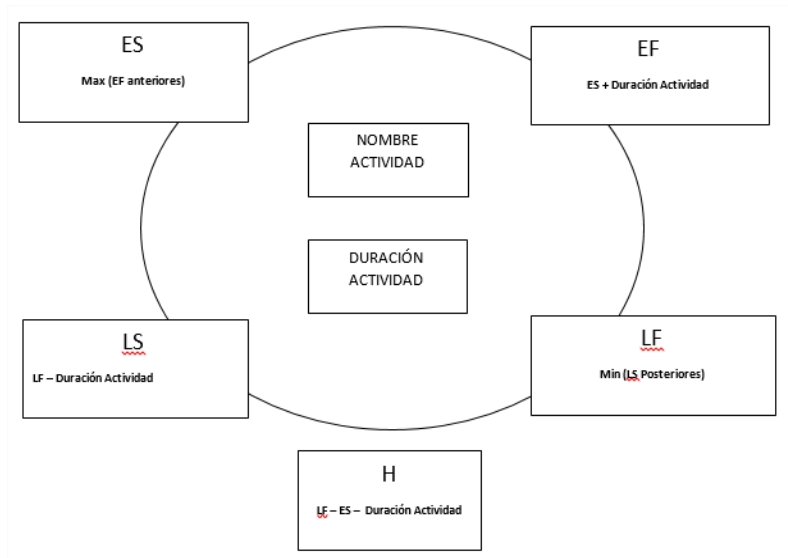 ES
Max (EF anteriores)
EF
ES + Duración Actividad
NOMBRE
ACTIVIDAD
DURACIÓN
ACTIVIDAD
LS
LF – Duración Actividad
LF
Min (LS Posteriores)
H
LF – ES – Duración Actividad